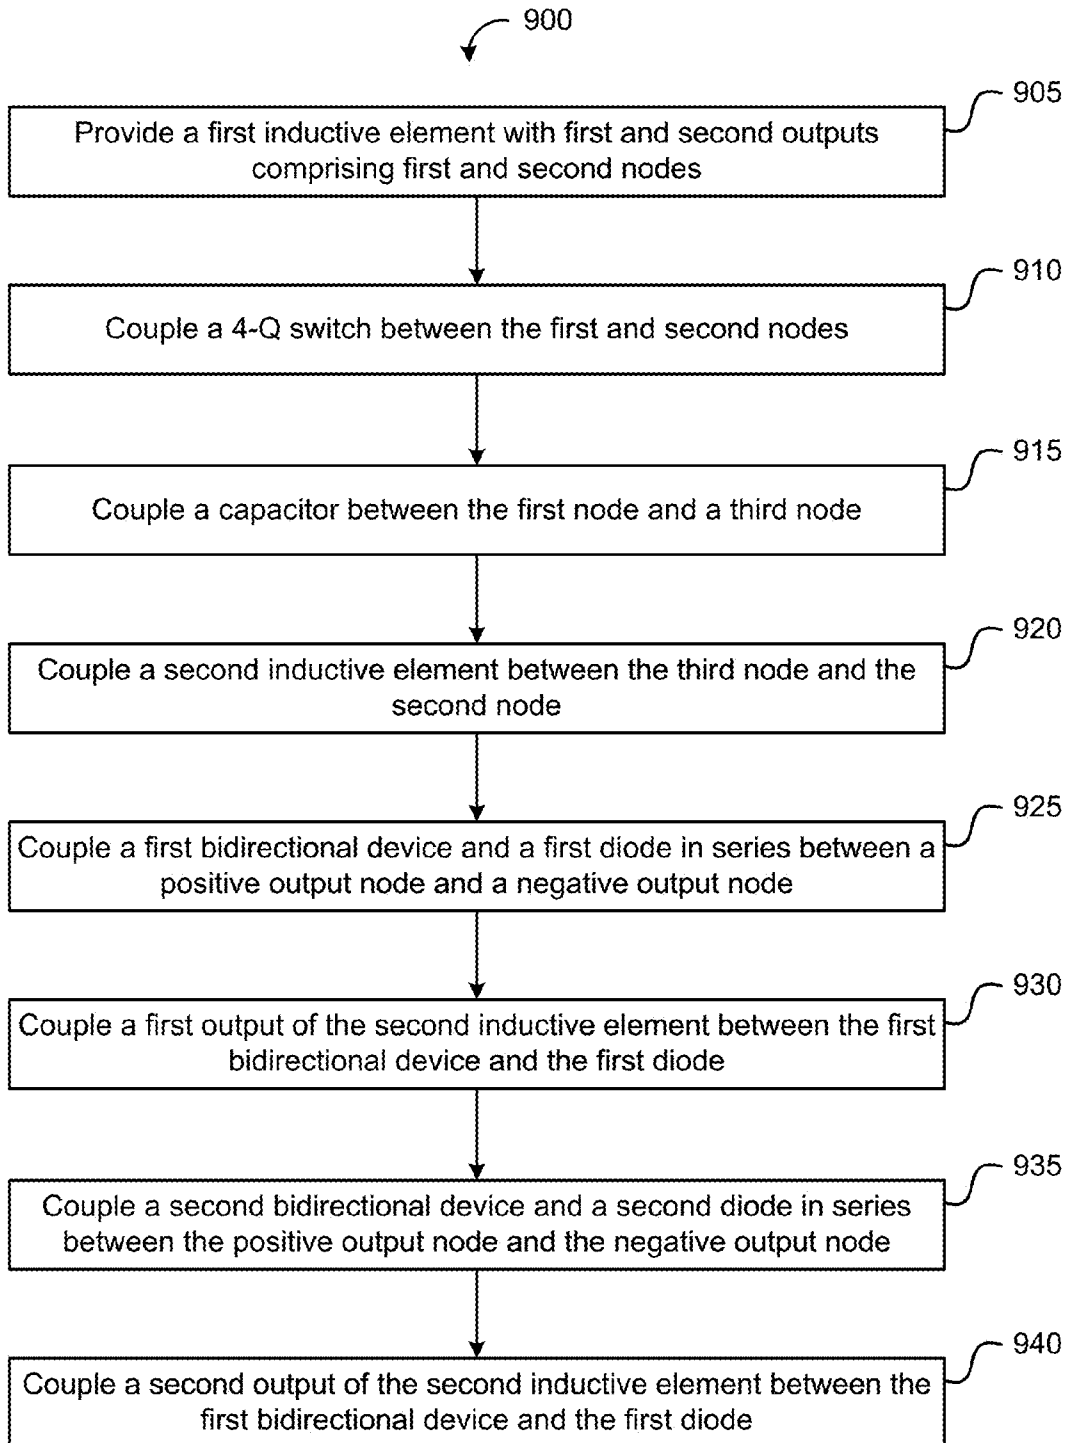 900
905
Provide a first inductive element with first and second outputs
comprising first and second nodes
910
Couple a 4-Q switch between the first and second nodes
915
Couple a capacitor between the first node and a third node
920
Couple a second inductive element between the third node and the
second node
925
Couple a first bidirectional device and a first diode in series between a
positive output node and a negative output node
930
Couple a first output of the second inductive element between the first
bidirectional device and the first diode
935
Couple a second bidirectional device and a second diode in series
between the positive output node and the negative output node
940
Couple a second output of the second inductive element between the
first bidirectional device and the first diode